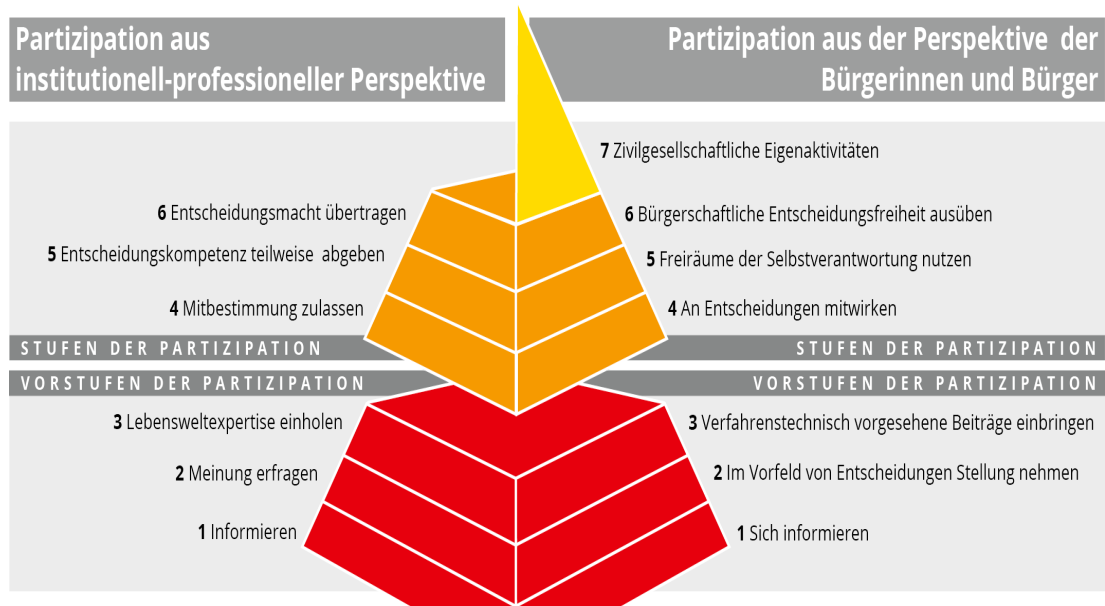 Partizipation aus
institutionell-professioneller Perspektive
Partizipation aus der Perspektive der
Bürgerinnen und Bürger
7 Zivilgesellschaftliche Eigenaktivitäten
6 Entscheidungsmacht übertragen
6 Bürgerschaftliche Entscheidungsfreiheit ausüben
5 Entscheidungskompetenz teilweise abgeben
5 Freiräume der Selbstverantwortung nutzen
4 Mitbestimmung zulassen
4 An Entscheidungen mitwirken
STUFEN DER PARTIZIPATION
STUFEN DER PARTIZIPATION
VORSTUFEN DER PARTIZIPATION
VORSTUFEN DER PARTIZIPATION
3 Lebensweltexpertise einholen
3 Verfahrenstechnisch vorgesehene Beiträge einbringen
2 Meinung erfragen
2 Im Vorfeld von Entscheidungen Stellung nehmen
1 Informieren
1 Sich informieren